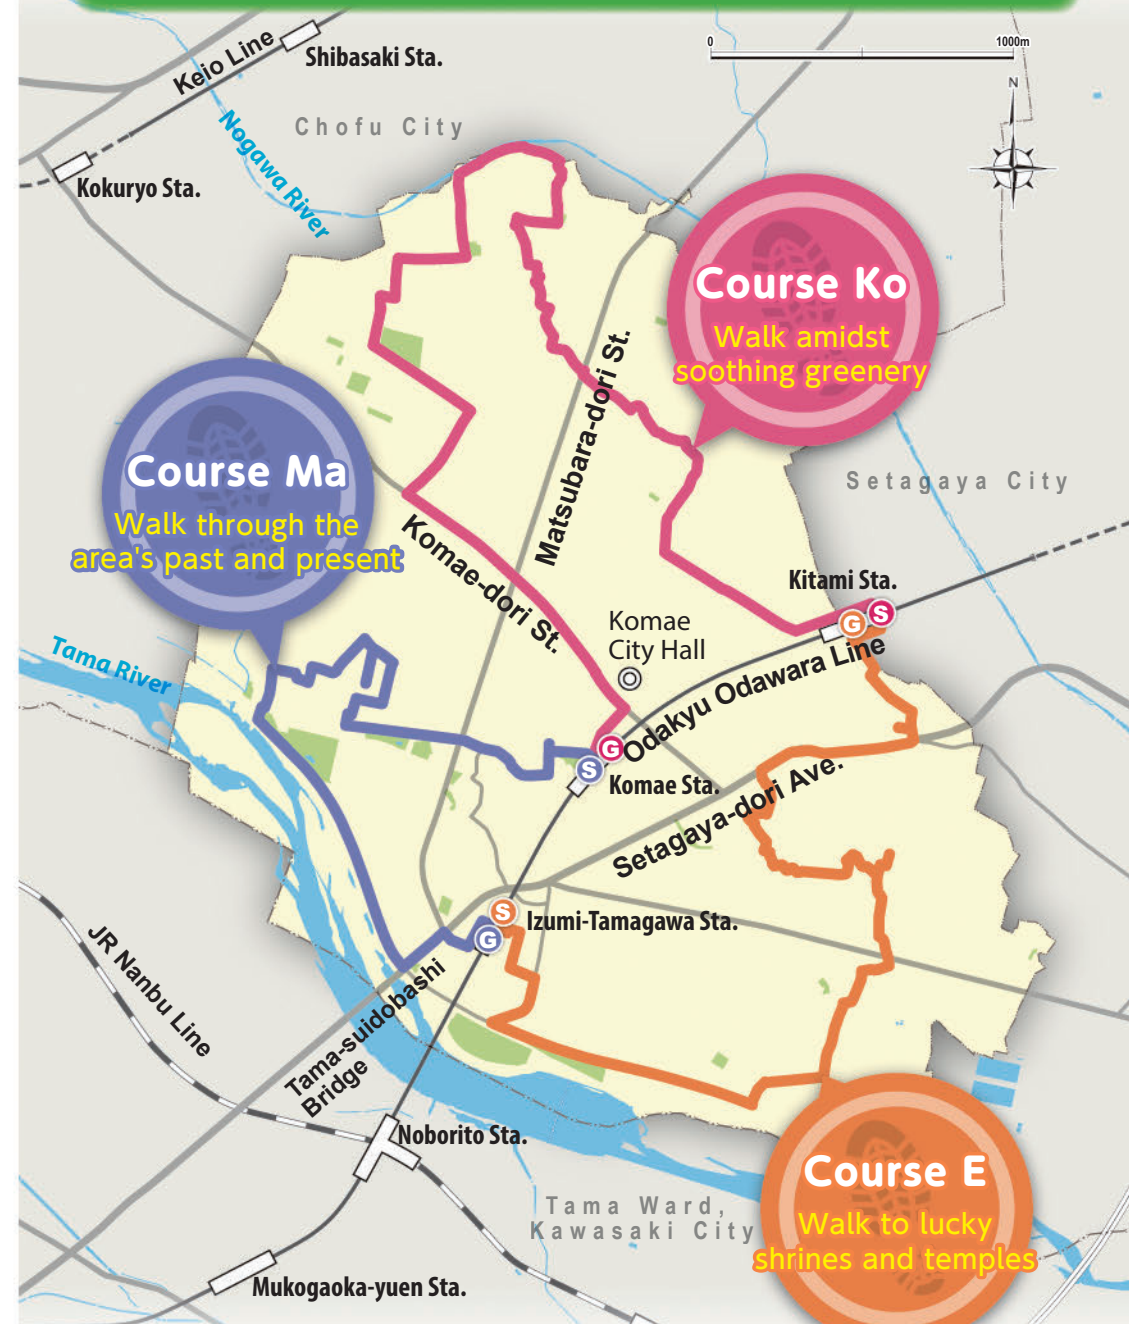 0 1000m
N
Keio Line
Shibasaki Sta.
Chofu City
Nogawa River
Kokuryo Sta.
Course Ko
Walk amidst
soothing greenery
Matsubara-dori St.
Course Ma
Walk through the
area's past and present
Setagaya City
Komae-dori St.
Kitami Sta.
G S
Komae
City Hall
Tama River
Odakyu Odawara Line
G
S
Komae Sta.
Setagaya-dori Ave.
S
Izumi-Tamagawa Sta.
G
JR Nanbu Line
Tama-suidobashi
Bridge
Noborito Sta.
Course E
Walk to lucky
shrines and temples
Tama Ward,
Kawasaki City
Mukogaoka-yuen Sta.